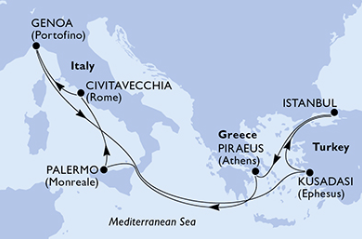 GENOA
(Portofino)
Italy
CIVITAVECCHIA
(Rome)
ISTANBUL
Greece
PIRAEUS
(Athens)
Turkey
PALERMO
(Monreale)
KUSADASI
(Ephesus)
Mediterranean Sea